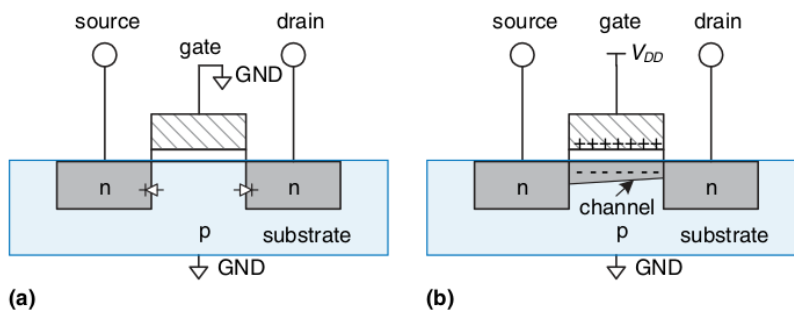 source
gate
drain
GND
n
n
p
substrate
GND
(a)
source
gate
drain
VDD
+++++++
-------
n
n
channel
p
substrate
GND
(b)